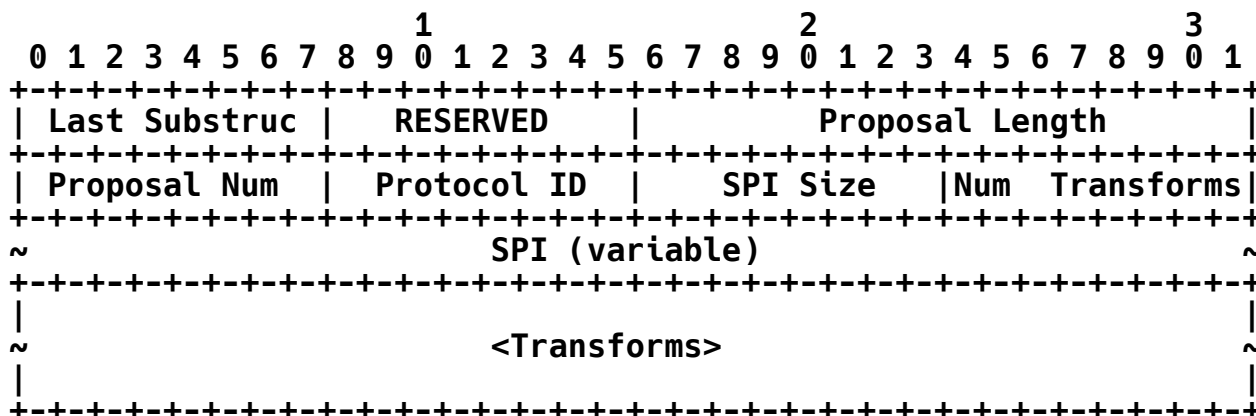 1                   2                   3
 0 1 2 3 4 5 6 7 8 9 0 1 2 3 4 5 6 7 8 9 0 1 2 3 4 5 6 7 8 9 0 1
+-+-+-+-+-+-+-+-+-+-+-+-+-+-+-+-+-+-+-+-+-+-+-+-+-+-+-+-+-+-+-+-+
| Last Substruc |   RESERVED    |         Proposal Length       |
+-+-+-+-+-+-+-+-+-+-+-+-+-+-+-+-+-+-+-+-+-+-+-+-+-+-+-+-+-+-+-+-+
| Proposal Num  |  Protocol ID  |    SPI Size   |Num  Transforms|
+-+-+-+-+-+-+-+-+-+-+-+-+-+-+-+-+-+-+-+-+-+-+-+-+-+-+-+-+-+-+-+-+
~                        SPI (variable)                         ~
+-+-+-+-+-+-+-+-+-+-+-+-+-+-+-+-+-+-+-+-+-+-+-+-+-+-+-+-+-+-+-+-+
|                                                               |
~                        <Transforms>                           ~
|                                                               |
+-+-+-+-+-+-+-+-+-+-+-+-+-+-+-+-+-+-+-+-+-+-+-+-+-+-+-+-+-+-+-+-+